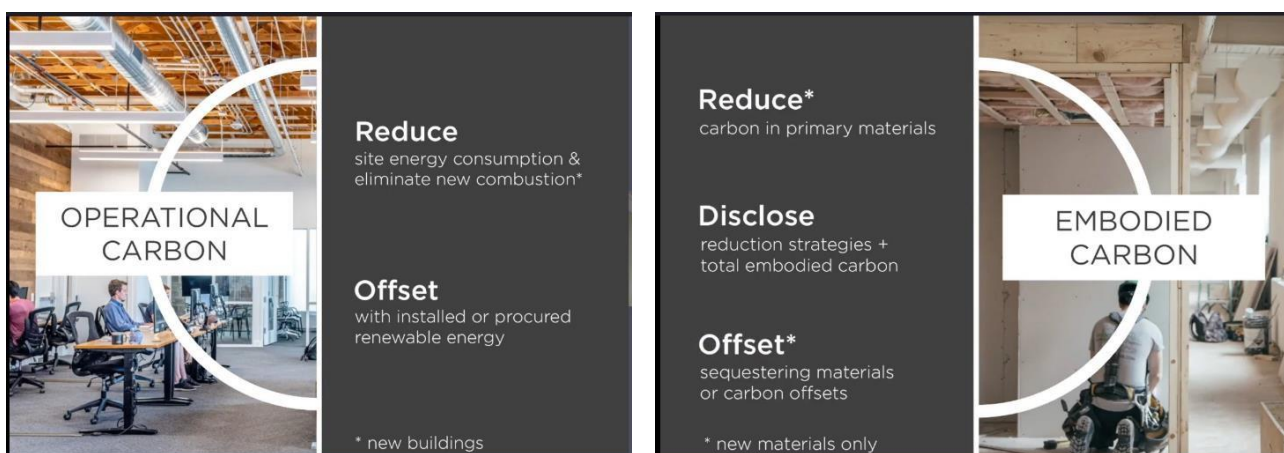 OPERATIONAL
CARBON
Reduce
site energy consumption &
eliminate new combustion*
Offset
with installed or procured
renewable energy
* new buildings
Reduce*
carbon in primary materials
Disclose
reduction strategies +
total embodied carbon
Offset*
sequestering materials
or carbon offsets
* new materials only
EMBODIED
CARBON